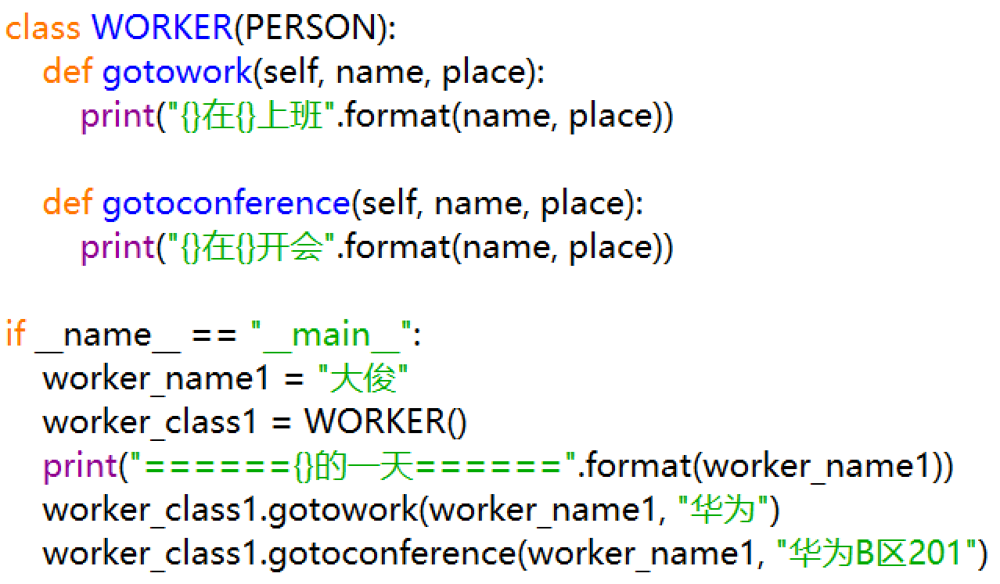 class WORKER(PERSON):
    def gotowork(self, name, place):
        print("{}在{}上班".format(name, place))

    def gotoconference(self, name, place):
        print("{}在{}开会".format(name, place))

if __name__ == "__main__":
    worker_name1 = "大俊"
    worker_class1 = WORKER()
    print("======{}的一天======".format(worker_name1))
    worker_class1.gotowork(worker_name1, "华为")
    worker_class1.gotoconference(worker_name1, "华为B区201")